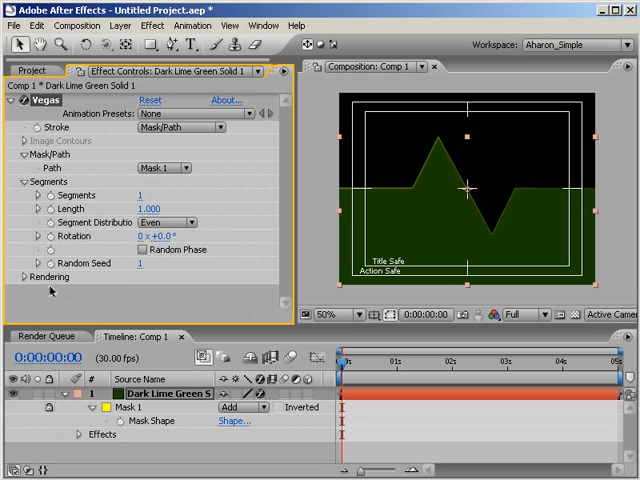 Adobe After Effects - Untitled Project.aep *
File Edit Composition Layer Effect Animation View Window Help
Workspace: Aharon_Simple
Project Effect Controls: Dark Lime Green Solid 1
Comp 1 * Dark Lime Green Solid 1
Vegas Reset About...
Animation Presets: None
Stroke Mask/Path
Image Contours
Mask/Path
Path Mask 1
Segments
Segments 1
Length 1.000
Segment Distributio Even
Rotation 0 x+0.0°
Random Phase
Random Seed 1
Rendering
Composition: Comp 1
Title Safe
Action Safe
50% 0:00:00:00 Full Active Camer
Render Queue Timeline: Comp 1
0:00:00:00 (30.00 fps)
0s 01s 02s 03s 04s 05s
# Source Name
1 Dark Lime Green S
Mask 1 Add Inverted
Mask Shape Shape...
Effects